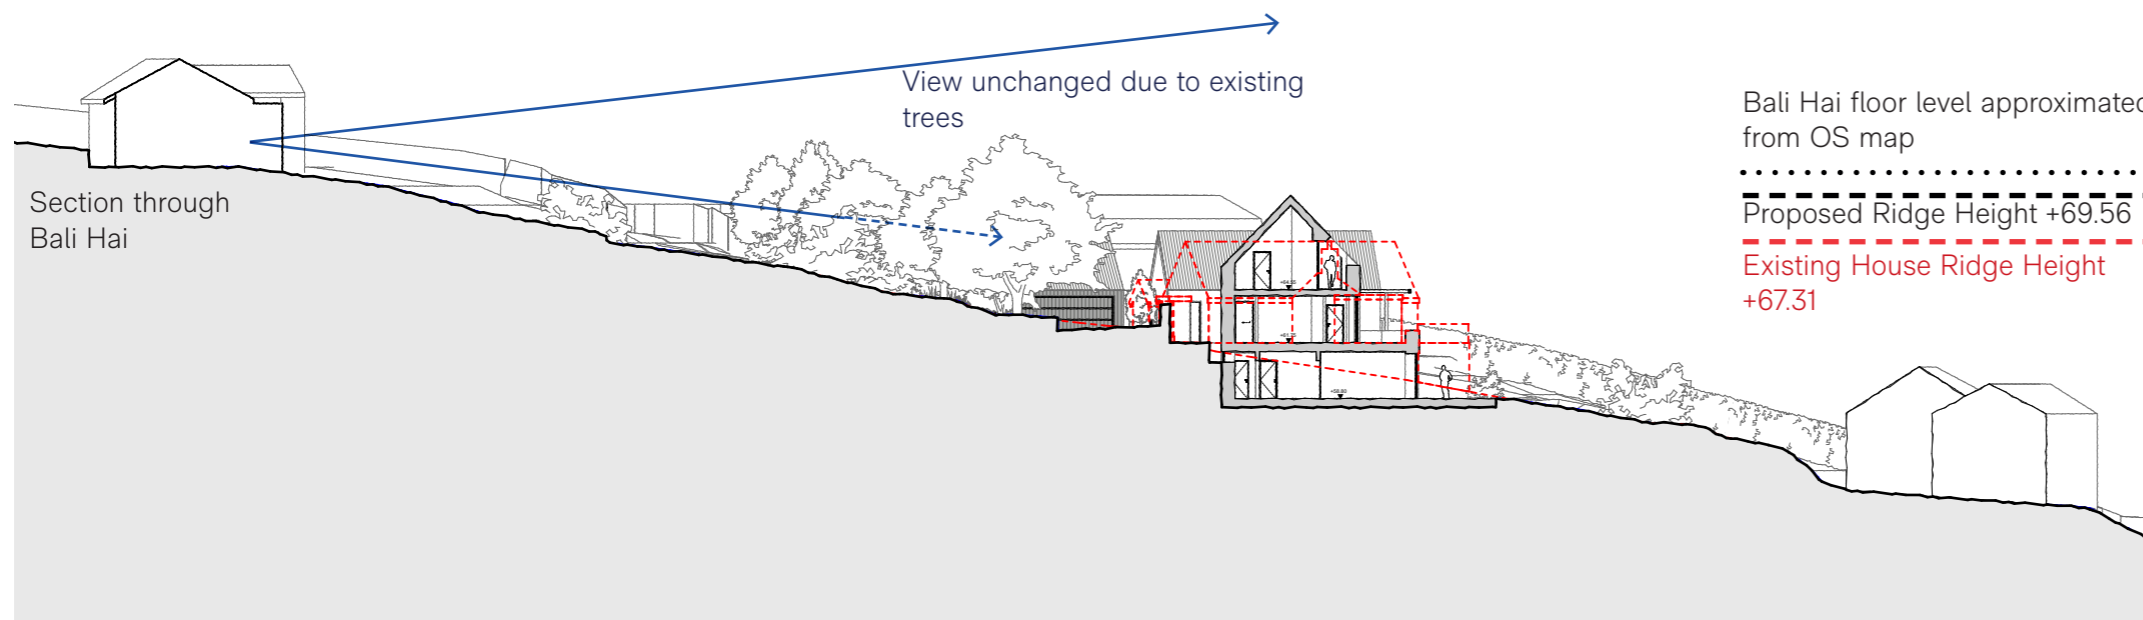 View unchanged due to existing
trees
Bali Hai floor level approximated
from OS map
Section through
Bali Hai
Proposed Ridge Height +69.56
Existing House Ridge Height
+67.31